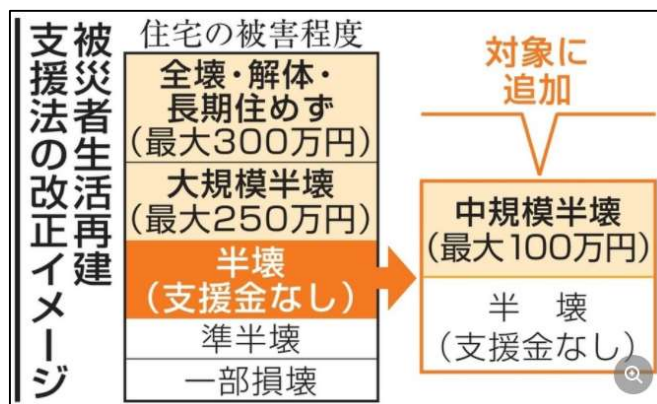 被災者生活再建
支援法の改正イメージ
住宅の被害程度
全壊・解体・
長期住めず
(最大300万円)
大規模半壊
(最大250万円)
半壊
(支援金なし)
準半壊
一部損壊
対象に
追加
中規模半壊
(最大100万円)
半 壊
(支援金なし)